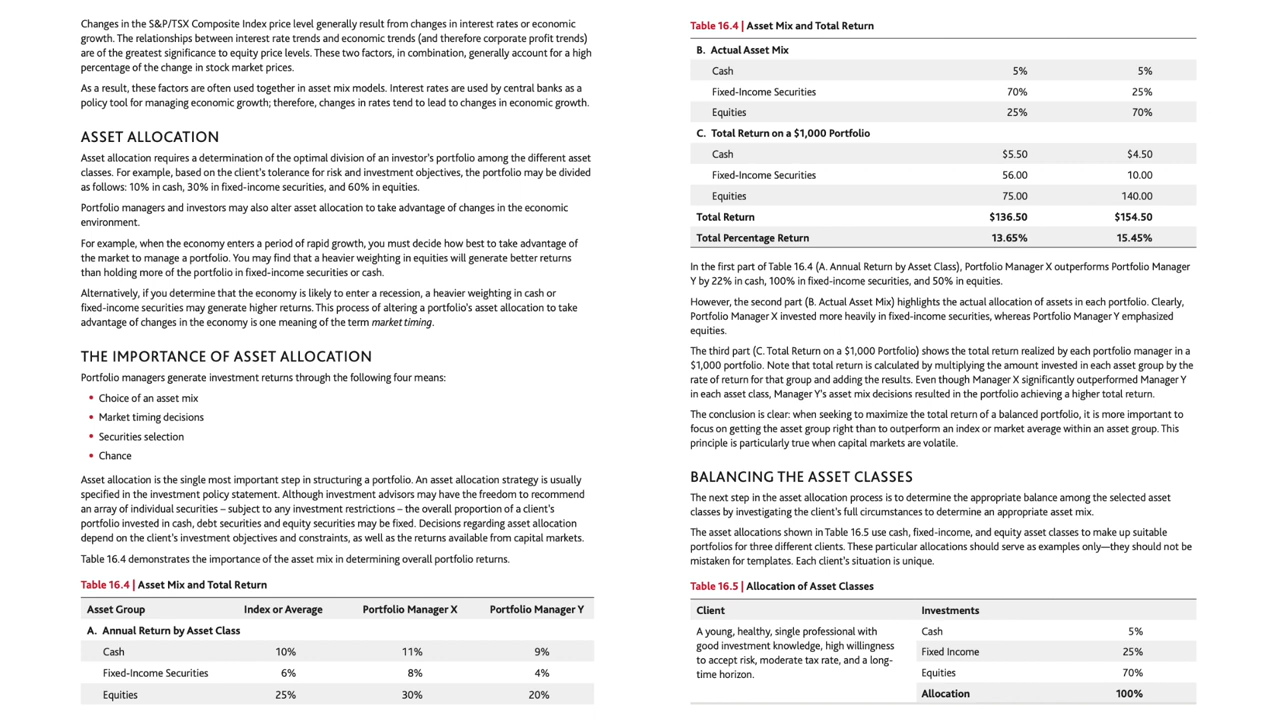 Changes in the S&P/TSX Composite Index price level generally result from changes in interest rates or economic
growth. The relationships between interest rate trends and economic trends (and therefore corporate profit trends)
are of the greatest significance to equity price levels. These two factors, in combination, generally account for a high
percentage of the change in stock market prices.
As a result, these factors are often used together in asset mix models. Interest rates are used by central banks as a
policy tool for managing economic growth; therefore, changes in rates tend to lead to changes in economic growth.
ASSET ALLOCATION
Asset allocation requires a determination of the optimal division of an investor's portfolio among the different asset
classes. For example, based on the client's tolerance for risk and investment objectives, the portfolio may be divided
as follows: 10% in cash, 30% in fixed-income securities, and 60% in equities.
Portfolio managers and investors may also alter asset allocation to take advantage of changes in the economic
environment.
For example, when the economy enters a period of rapid growth, you must decide how best to take advantage of
the market to manage a portfolio. You may find that a heavier weighting in equities will generate better returns
than holding more of the portfolio in fixed-income securities or cash.
Alternatively, if you determine that the economy is likely to enter a recession, a heavier weighting in cash or
fixed-income securities may generate higher returns. This process of altering a portfolio's asset allocation to take
advantage of changes in the economy is one meaning of the term market timing.
THE IMPORTANCE OF ASSET ALLOCATION
Portfolio managers generate investment returns through the following four means:
• Choice of an asset mix
• Market timing decisions
• Securities selection
• Chance
Asset allocation is the single most important step in structuring a portfolio. An asset allocation strategy is usually
specified in the investment policy statement. Although investment advisors may have the freedom to recommend
an array of individual securities – subject to any investment restrictions – the overall proportion of a client's
portfolio invested in cash, debt securities and equity securities may be fixed. Decisions regarding asset allocation
depend on the client's investment objectives and constraints, as well as the returns available from capital markets.
Table 16.4 demonstrates the importance of the asset mix in determining overall portfolio returns.
Table 16.4 | Asset Mix and Total Return
Asset Group Index or Average Portfolio Manager X Portfolio Manager Y
A. Annual Return by Asset Class
Cash 10% 11% 9%
Fixed-Income Securities 6% 8% 4%
Equities 25% 30% 20%
Table 16.4 | Asset Mix and Total Return
B. Actual Asset Mix
Cash 5% 5%
Fixed-Income Securities 70% 25%
Equities 25% 70%
C. Total Return on a $1,000 Portfolio
Cash $5.50 $4.50
Fixed-Income Securities 56.00 10.00
Equities 75.00 140.00
Total Return $136.50 $154.50
Total Percentage Return 13.65% 15.45%
In the first part of Table 16.4 (A. Annual Return by Asset Class), Portfolio Manager X outperforms Portfolio Manager
Y by 22% in cash, 100% in fixed-income securities, and 50% in equities.
However, the second part (B. Actual Asset Mix) highlights the actual allocation of assets in each portfolio. Clearly,
Portfolio Manager X invested more heavily in fixed-income securities, whereas Portfolio Manager Y emphasized
equities.
The third part (C. Total Return on a $1,000 Portfolio) shows the total return realized by each portfolio manager in a
$1,000 portfolio. Note that total return is calculated by multiplying the amount invested in each asset group by the
rate of return for that group and adding the results. Even though Manager X significantly outperformed Manager Y
in each asset class, Manager Y's asset mix decisions resulted in the portfolio achieving a higher total return.
The conclusion is clear: when seeking to maximize the total return of a balanced portfolio, it is more important to
focus on getting the asset group right than to outperform an index or market average within an asset group. This
principle is particularly true when capital markets are volatile.
BALANCING THE ASSET CLASSES
The next step in the asset allocation process is to determine the appropriate balance among the selected asset
classes by investigating the client's full circumstances to determine an appropriate asset mix.
The asset allocations shown in Table 16.5 use cash, fixed-income, and equity asset classes to make up suitable
portfolios for three different clients. These particular allocations should serve as examples only—they should not be
mistaken for templates. Each client's situation is unique.
Table 16.5 | Allocation of Asset Classes
Client Investments
A young, healthy, single professional with
good investment knowledge, high willingness
to accept risk, moderate tax rate, and a long-
time horizon.
Cash 5%
Fixed Income 25%
Equities 70%
Allocation 100%